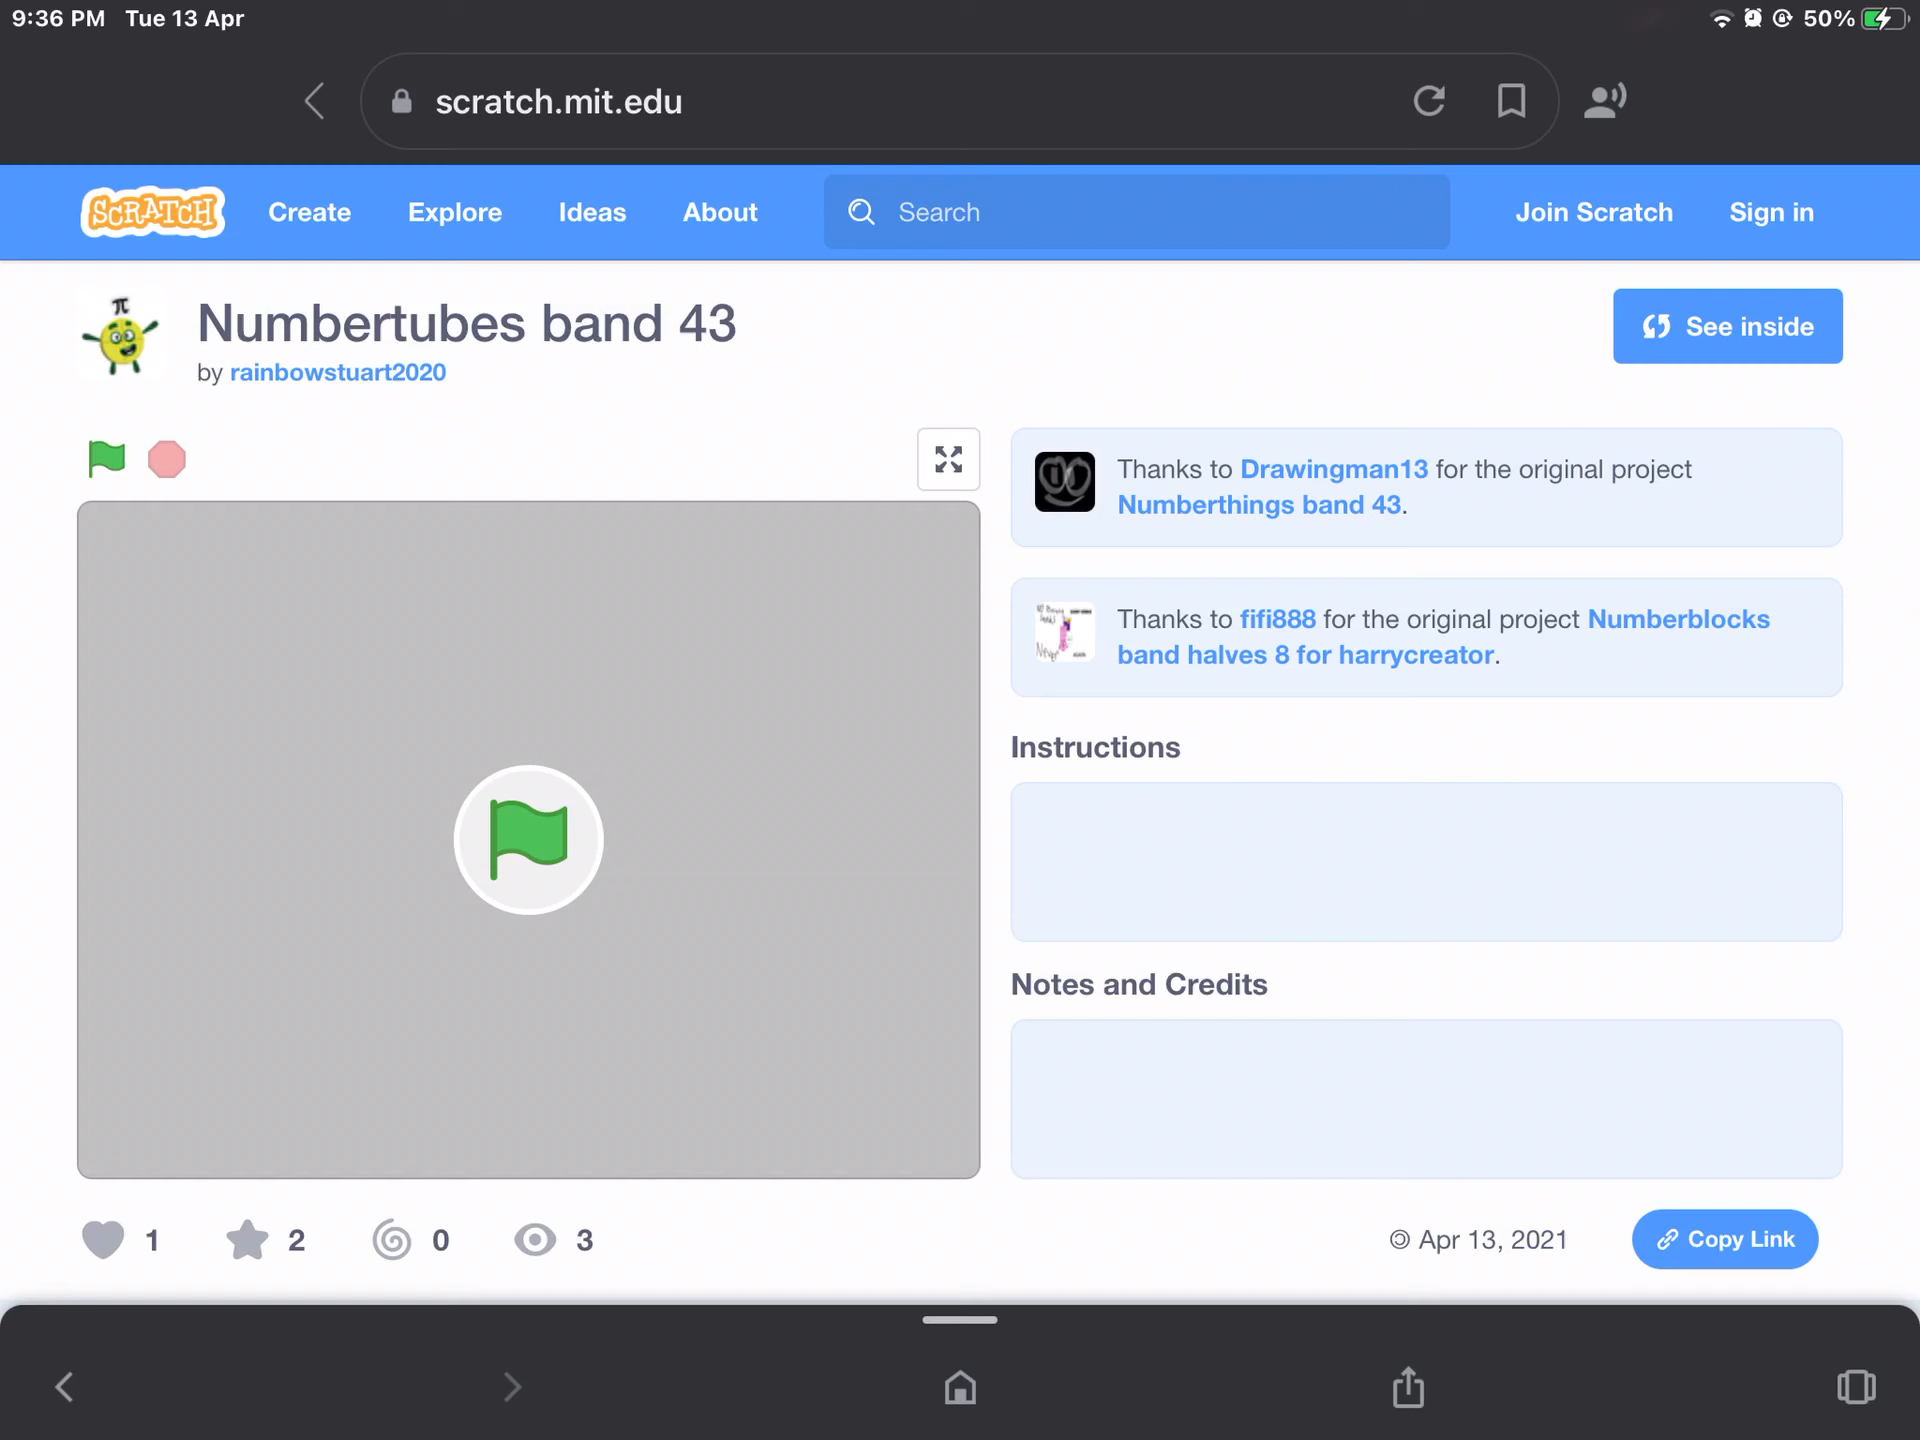 9:36 PM Tue 13 Apr
50%
scratch.mit.edu
SCRATCH
Create
Explore
Ideas
About
Search
Join Scratch
Sign in
π
Numbertubes band 43
by rainbowstuart2020
See inside
Thanks to Drawingman13 for the original project
Numberthings band 43.
Thanks to fifi888 for the original project Numberblocks
band halves 8 for harrycreator.
Instructions
Notes and Credits
1
2
0
3
Apr 13, 2021
Copy Link